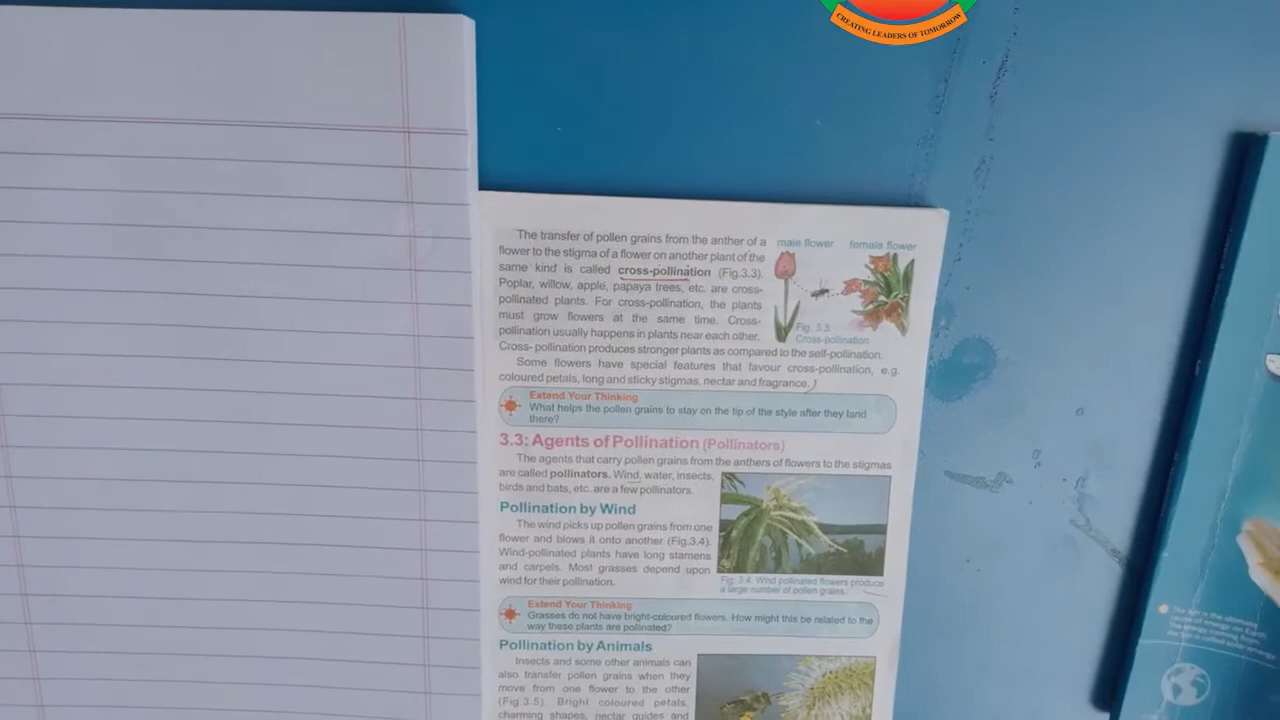 CREATING LEADERS OF TOMORROW
The transfer of pollen grains from the anther of a
flower to the stigma of a flower on another plant of the
same kind is called cross-pollination (Fig.3.3).
Poplar, willow, apple, papaya trees, etc. are cross-
pollinated plants. For cross-pollination, the plants
must grow flowers at the same time. Cross-
pollination usually happens in plants near each other.
Cross- pollination produces stronger plants as compared to the self-pollination.
male flower female flower
Fig. 3.3.
Cross-pollination
Some flowers have special features that favour cross-pollination, e.g.
coloured petals, long and sticky stigmas, nectar and fragrance.
Extend Your Thinking
What helps the pollen grains to stay on the tip of the style after they land
there?
3.3: Agents of Pollination (Pollinators)
The agents that carry pollen grains from the anthers of flowers to the stigmas
are called pollinators. Wind, water, insects,
birds and bats, etc. are a few pollinators.
Pollination by Wind
The wind picks up pollen grains from one
flower and blows it onto another (Fig.3.4).
Wind-pollinated plants have long stamens
and carpels. Most grasses depend upon
wind for their pollination.
Fig. 3.4. Wind pollinated flowers produce
a large number of pollen grains.
Extend Your Thinking
Grasses do not have bright-coloured flowers. How might this be related to the
way these plants are pollinated?
Pollination by Animals
Insects and some other animals can
also transfer pollen grains when they
move from one flower to the other
(Fig.3.5). Bright coloured petals,
charming shapes, nectar guides and
The sun is the ultimate
source of energy on Earth.